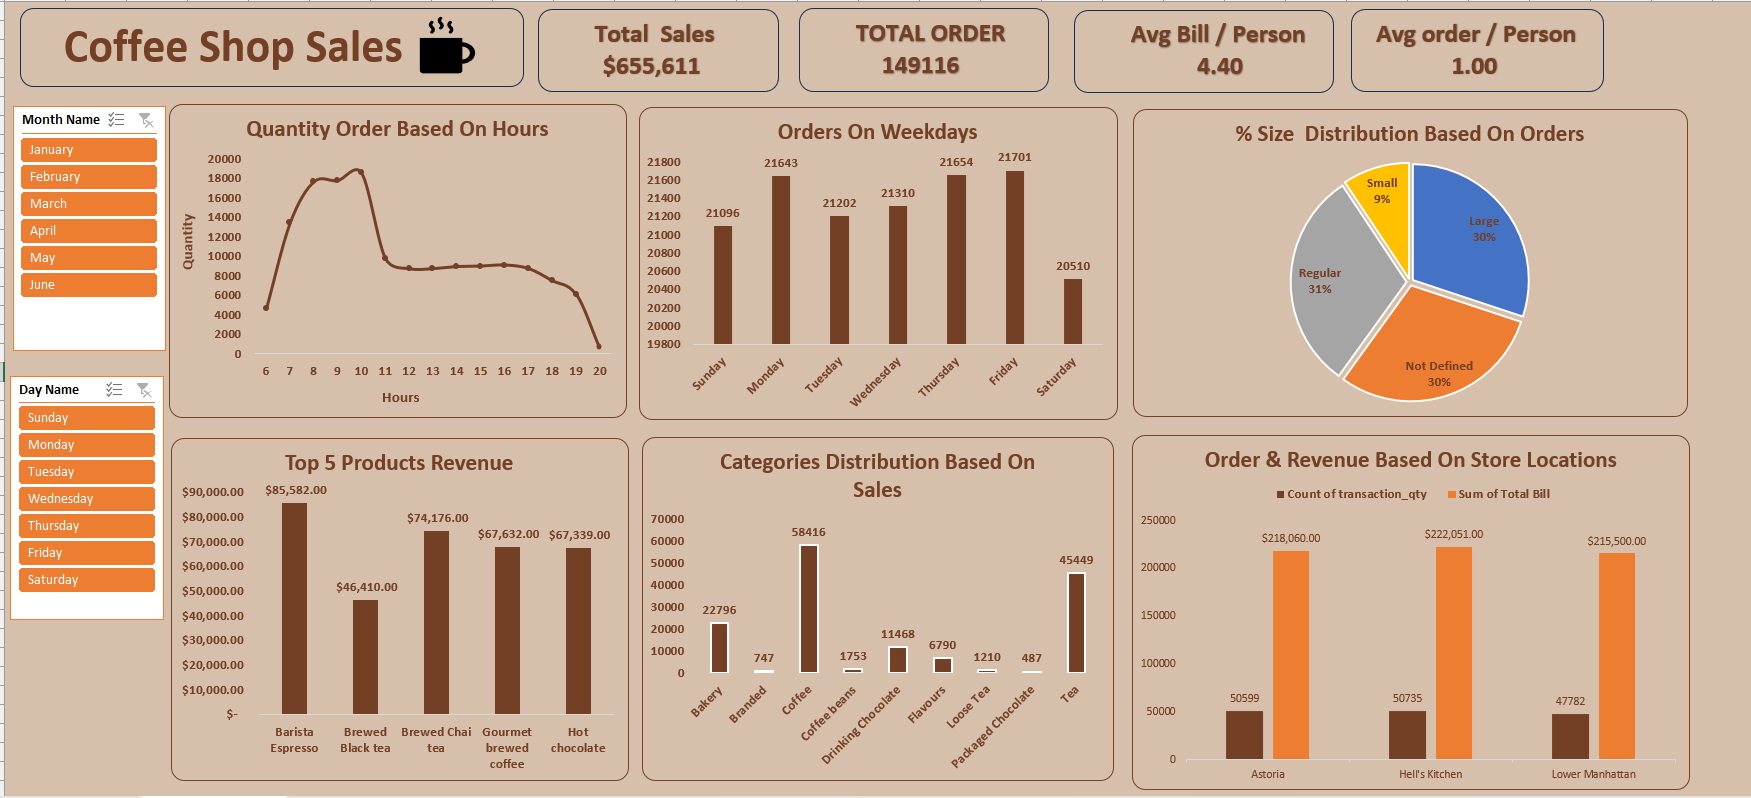 Coffee Shop Sales
Total  Sales
$655,611
TOTAL ORDER
149116
Avg Bill / Person
4.40
Avg order / Person
1.00
Month Name
January
February
March
April
May
June
Day Name
Sunday
Monday
Tuesday
Wednesday
Thursday
Friday
Saturday
Quantity Order Based On Hours
20000
18000
16000
14000
12000
10000
8000
6000
4000
2000
0
Quantity
6 7 8 9 10 11 12 13 14 15 16 17 18 19 20
Hours
Orders On Weekdays
21800
21600
21400
21200
21000
20800
20600
20400
20200
20000
19800
21096 21643 21202 21310 21654 21701 20510
Sunday Monday Tuesday Wednesday Thursday Friday Saturday
% Size  Distribution Based On Orders
Small
9%
Large
30%
Regular
31%
Not Defined
30%
Top 5 Products Revenue
$90,000.00
$80,000.00
$70,000.00
$60,000.00
$50,000.00
$40,000.00
$30,000.00
$20,000.00
$10,000.00
$-
$85,582.00 $46,410.00 $74,176.00 $67,632.00 $67,339.00
Barista
Espresso
Brewed
Black tea
Brewed Chai
tea
Gourmet
brewed
coffee
Hot
chocolate
Categories Distribution Based On
Sales
70000
60000
50000
40000
30000
20000
10000
0
22796 747 58416 1753 11468 6790 1210 487 45449
Bakery Branded Coffee Coffee beans Drinking Chocolate Flavours Loose Tea Packaged Chocolate Tea
Order & Revenue Based On Store Locations
Count of transaction_qty Sum of Total Bill
250000
200000
150000
100000
50000
0
50599 $218,060.00 50735 $222,051.00 47782 $215,500.00
Astoria Hell's Kitchen Lower Manhattan